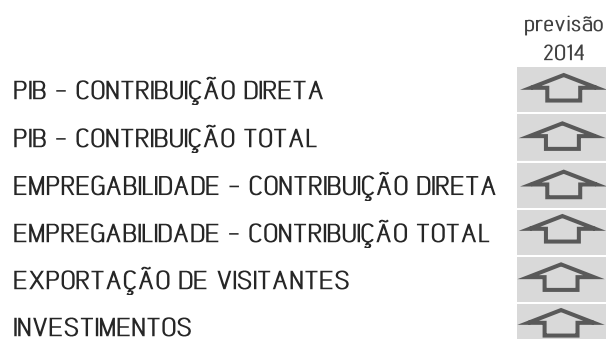 previsão
2014
PIB - CONTRIBUIÇÃO DIRETA
PIB - CONTRIBUIÇÃO TOTAL
EMPREGABILIDADE - CONTRIBUIÇÃO DIRETA
EMPREGABILIDADE - CONTRIBUIÇÃO TOTAL
EXPORTAÇÃO DE VISITANTES
INVESTIMENTOS